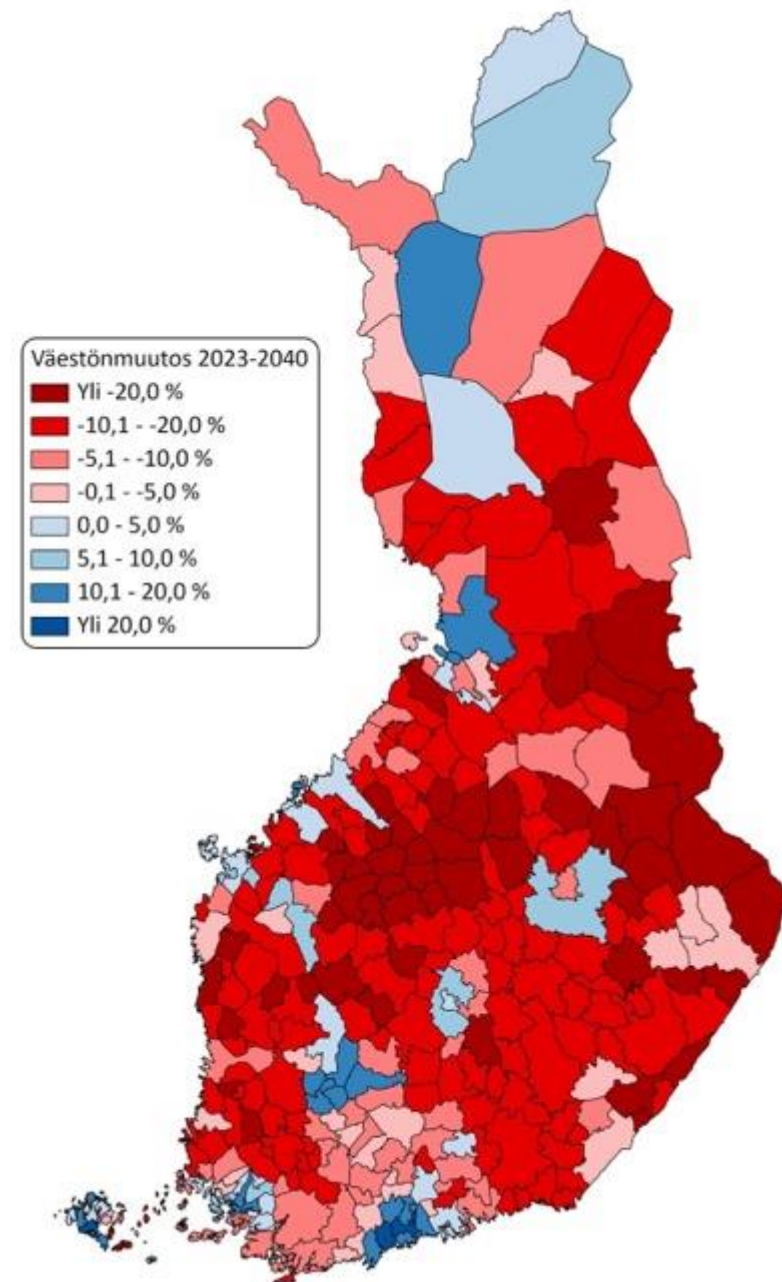 Väestönmuutos 2023-2040
Yli -20,0 %
-10,1 - -20,0 %
-5,1 - -10,0 %
-0,1 - -5,0 %
0,0 - 5,0 %
5,1 - 10,0 %
10,1 - 20,0 %
Yli 20,0 %